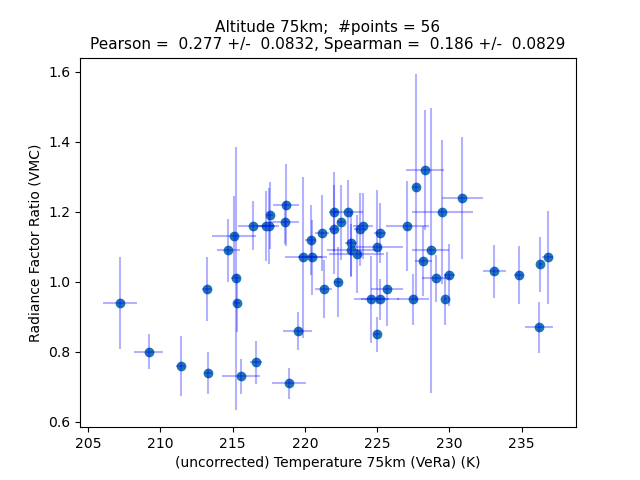 Altitude 75km;  #points = 56
Pearson =  0.277 +/-  0.0832, Spearman =  0.186 +/-  0.0829
1.6
1.4
1.2
1.0
0.8
0.6
Radiance Factor Ratio (VMC)
205 210 215 220 225 230 235
(uncorrected) Temperature 75km (VeRa) (K)